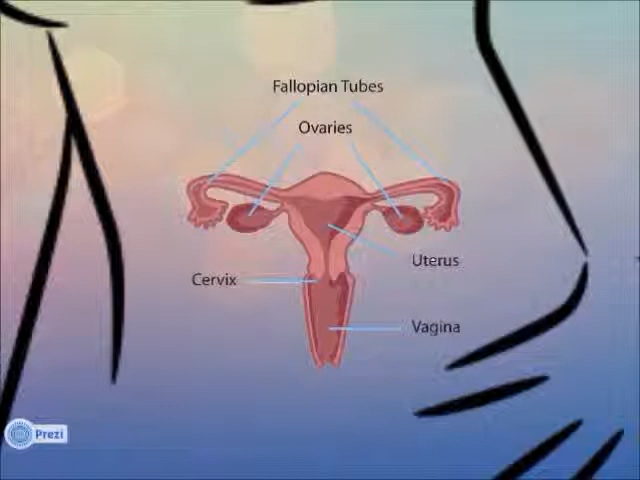 Fallopian Tubes
Ovaries
Uterus
Cervix
Vagina
Prezi